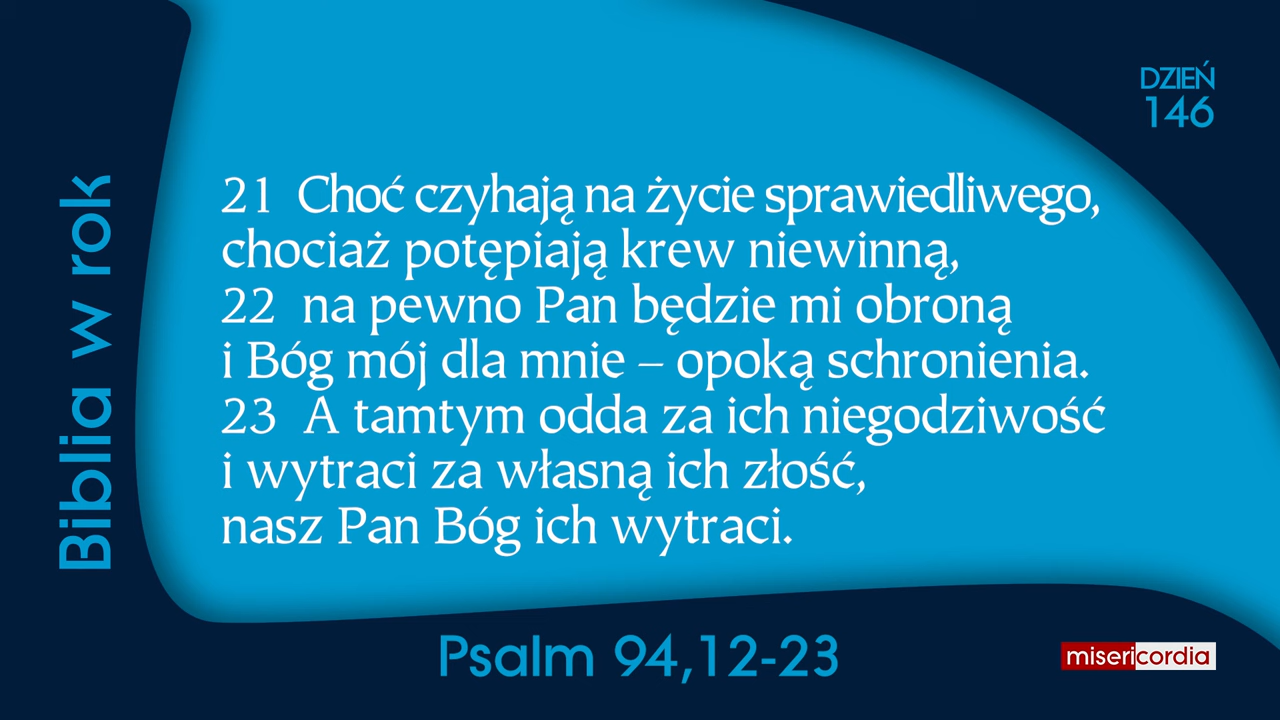 DZIEŃ
146
Biblia w rok
21 Choć czyhają na życie sprawiedliwego,
chociaż potępiają krew niewinną,
22 na pewno Pan będzie mi obroną
i Bóg mój dla mnie – opoką schronienia.
23 A tamtym odda za ich niegodziwość
i wytraci za własną ich złość,
nasz Pan Bóg ich wytraci.
Psalm 94,12-23
misericordia